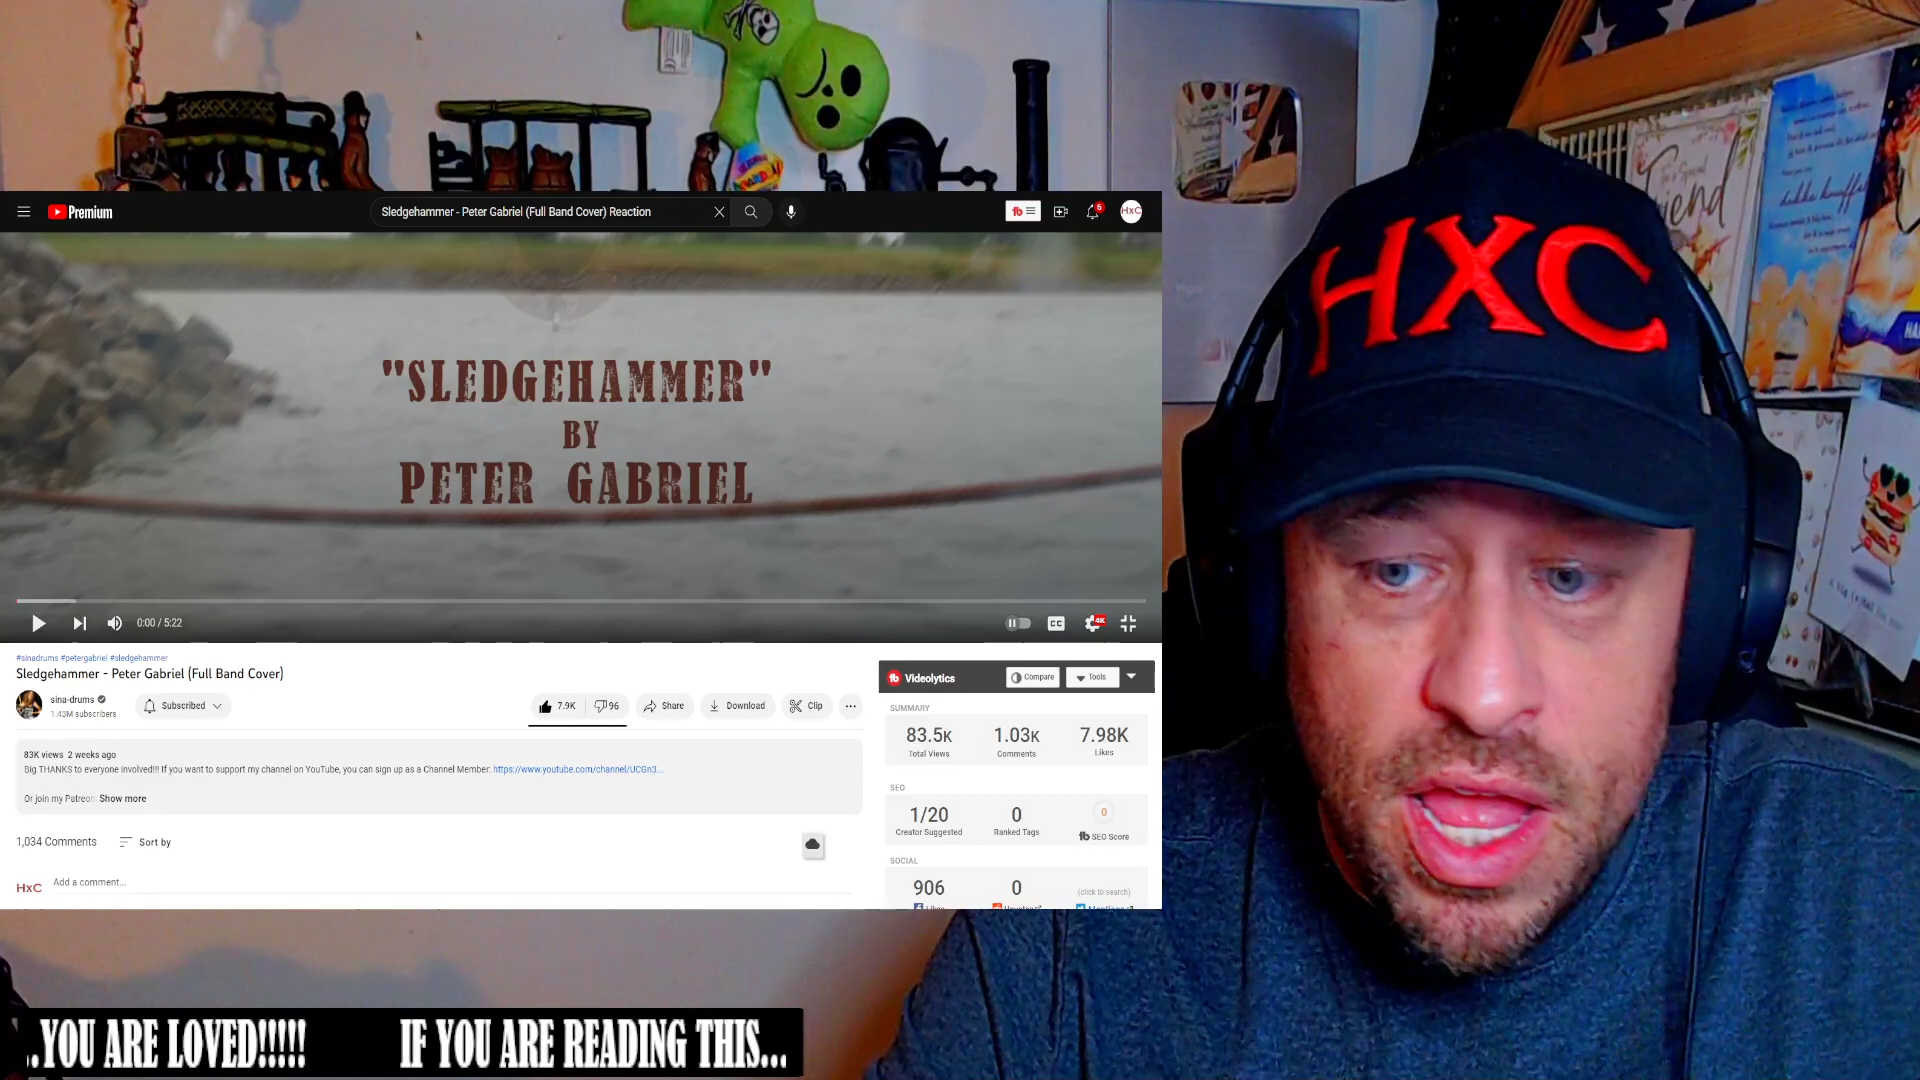 Premium
Sledgehammer - Peter Gabriel (Full Band Cover) Reaction
6
HxC
"SLEDGEHAMMER"
BY
PETER GABRIEL
0:00 / 5:22
CC
4K
#sinadrums #petergabriel #sledgehammer
Sledgehammer - Peter Gabriel (Full Band Cover)
sina-drums
1.43M subscribers
Subscribed
7.9K
96
Share
Download
Clip
83K views 2 weeks ago
Big THANKS to everyone involved!!! If you want to support my channel on YouTube, you can sign up as a Channel Member: https://www.youtube.com/channel/UCGn3...
Or join my Patreon: Show more
1,034 Comments
Sort by
HxC
Add a comment...
Videolytics
Compare
Tools
SUMMARY
83.5K 1.03K 7.98K
Total Views Comments Likes
SEO
1/20 0 0
Creator Suggested Ranked Tags SEO Score
SOCIAL
906 0 (click to search)
HXC
Friend
..YOU ARE LOVED!!!!! IF YOU ARE READING THIS...